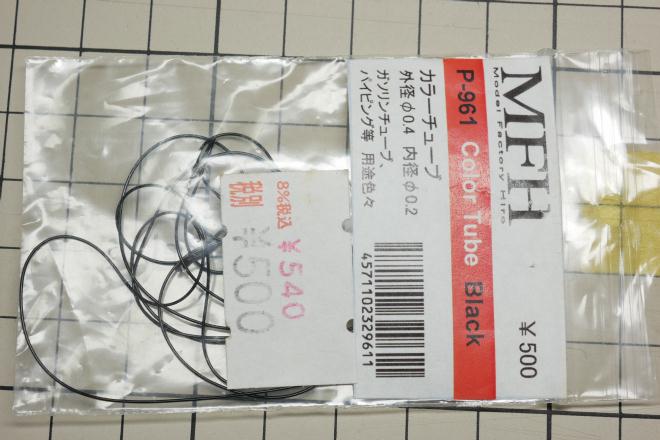 MFH
Model Factory Hiro
P-961 Color Tube Black
¥500
カラーチューブ
外径φ0.4 内径φ0.2
ガソリンチューブ、
パイピング等 用途色々
4571102329611
8%税込
¥540
税別
¥500